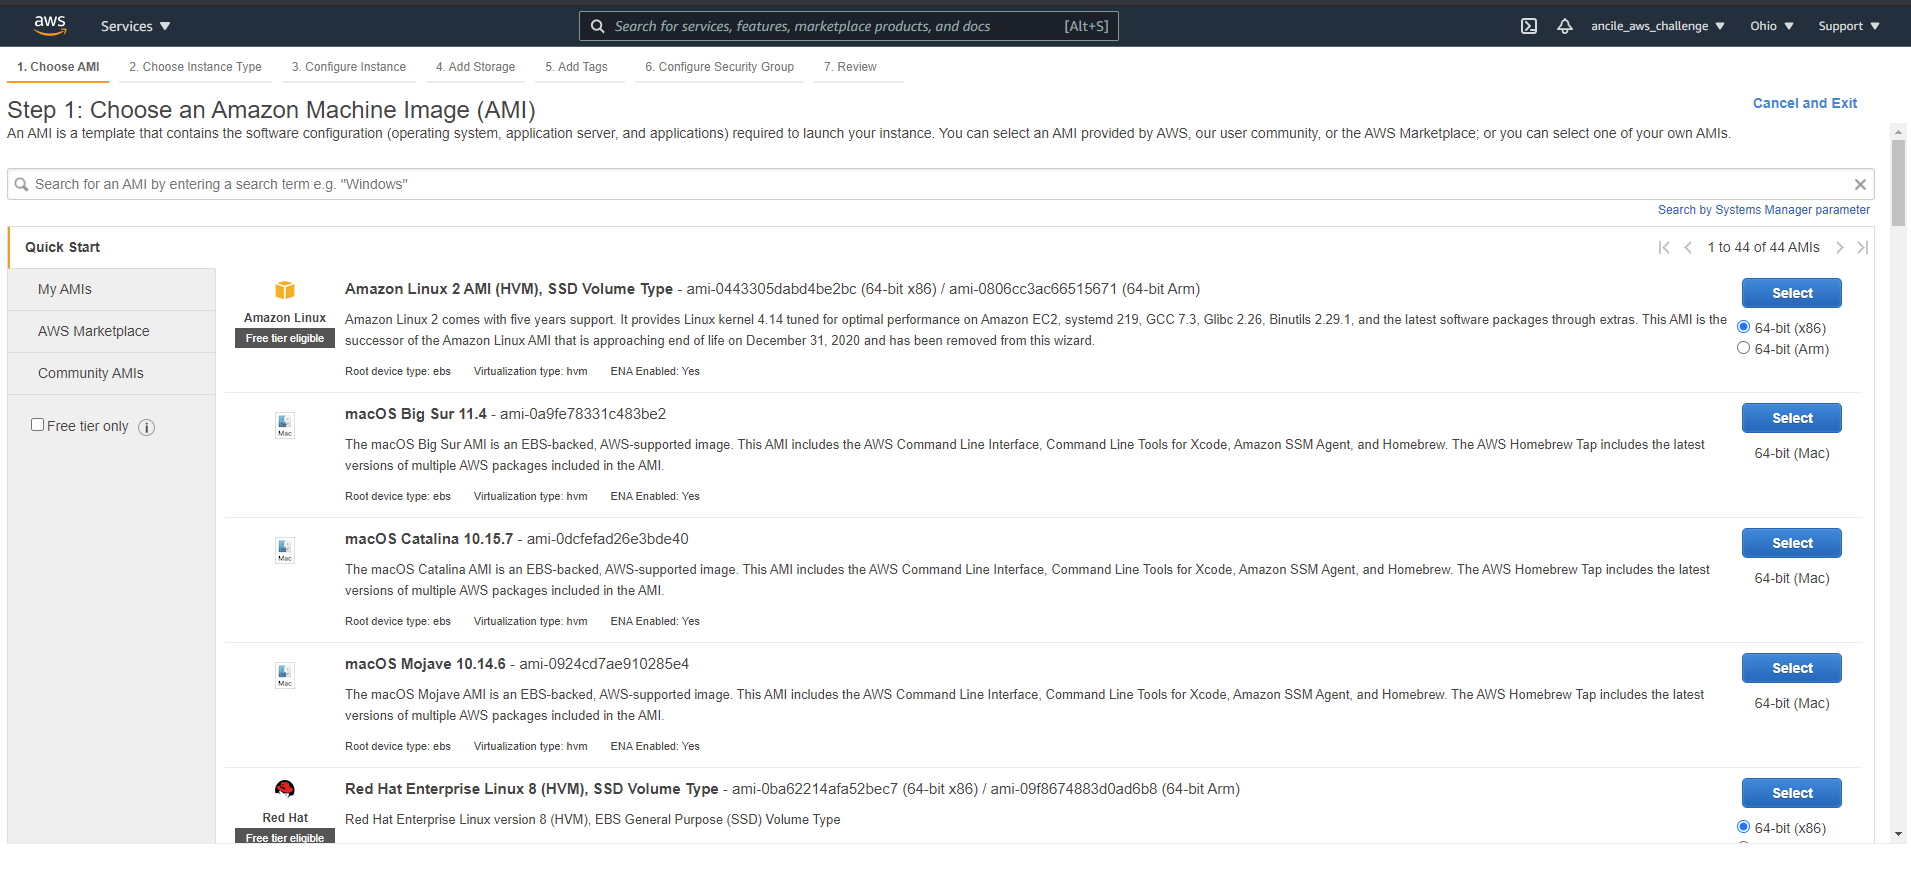 aws
Services
Search for services, features, marketplace products, and docs
[Alt+S]
ancile_aws_challenge
Ohio
Support
1. Choose AMI
2. Choose Instance Type
3. Configure Instance
4. Add Storage
5. Add Tags
6. Configure Security Group
7. Review
Step 1: Choose an Amazon Machine Image (AMI)
Cancel and Exit
An AMI is a template that contains the software configuration (operating system, application server, and applications) required to launch your instance. You can select an AMI provided by AWS, our user community, or the AWS Marketplace; or you can select one of your own AMIs.
Search for an AMI by entering a search term e.g. "Windows"
Search by Systems Manager parameter
Quick Start
1 to 44 of 44 AMIs
My AMIs
AWS Marketplace
Community AMIs
Free tier only
Amazon Linux
Free tier eligible
Amazon Linux 2 AMI (HVM), SSD Volume Type - ami-0443305dabd4be2bc (64-bit x86) / ami-0806cc3ac66515671 (64-bit Arm)
Amazon Linux 2 comes with five years support. It provides Linux kernel 4.14 tuned for optimal performance on Amazon EC2, systemd 219, GCC 7.3, Glibc 2.26, Binutils 2.29.1, and the latest software packages through extras. This AMI is the
successor of the Amazon Linux AMI that is approaching end of life on December 31, 2020 and has been removed from this wizard.
Root device type: ebs Virtualization type: hvm ENA Enabled: Yes
Select
64-bit (x86)
64-bit (Arm)
Mac
macOS Big Sur 11.4 - ami-0a9fe78331c483be2
The macOS Big Sur AMI is an EBS-backed, AWS-supported image. This AMI includes the AWS Command Line Interface, Command Line Tools for Xcode, Amazon SSM Agent, and Homebrew. The AWS Homebrew Tap includes the latest
versions of multiple AWS packages included in the AMI.
Root device type: ebs Virtualization type: hvm ENA Enabled: Yes
Select
64-bit (Mac)
Mac
macOS Catalina 10.15.7 - ami-0dcfefad26e3bde40
The macOS Catalina AMI is an EBS-backed, AWS-supported image. This AMI includes the AWS Command Line Interface, Command Line Tools for Xcode, Amazon SSM Agent, and Homebrew. The AWS Homebrew Tap includes the latest
versions of multiple AWS packages included in the AMI.
Root device type: ebs Virtualization type: hvm ENA Enabled: Yes
Select
64-bit (Mac)
Mac
macOS Mojave 10.14.6 - ami-0924cd7ae910285e4
The macOS Mojave AMI is an EBS-backed, AWS-supported image. This AMI includes the AWS Command Line Interface, Command Line Tools for Xcode, Amazon SSM Agent, and Homebrew. The AWS Homebrew Tap includes the latest
versions of multiple AWS packages included in the AMI.
Root device type: ebs Virtualization type: hvm ENA Enabled: Yes
Select
64-bit (Mac)
Red Hat
Free tier eligible
Red Hat Enterprise Linux 8 (HVM), SSD Volume Type - ami-0ba62214afa52bec7 (64-bit x86) / ami-09f8674883d0ad6b8 (64-bit Arm)
Red Hat Enterprise Linux version 8 (HVM), EBS General Purpose (SSD) Volume Type
Select
64-bit (x86)